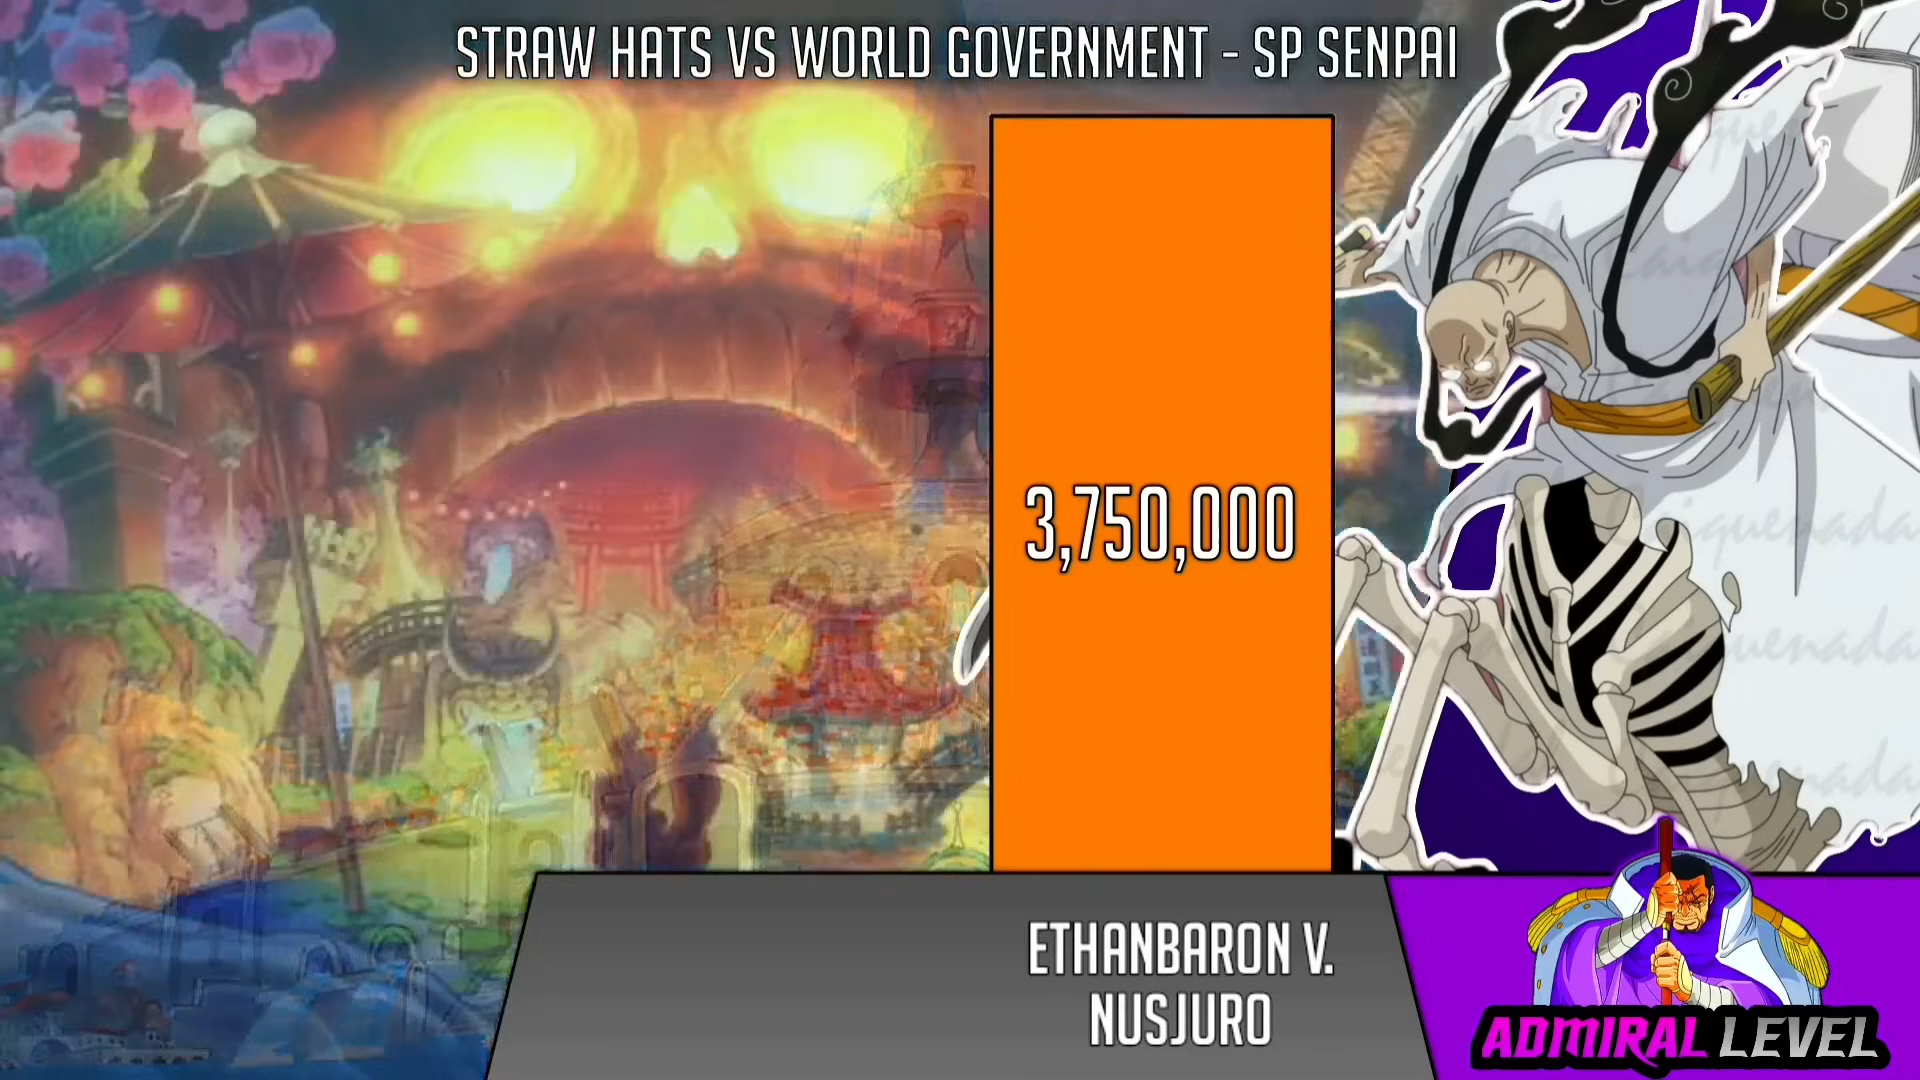 STRAW HATS VS WORLD GOVERNMENT - SP SENPAI
3,750,000
ETHANBARON V.
NUSJURO
ADMIRAL LEVEL